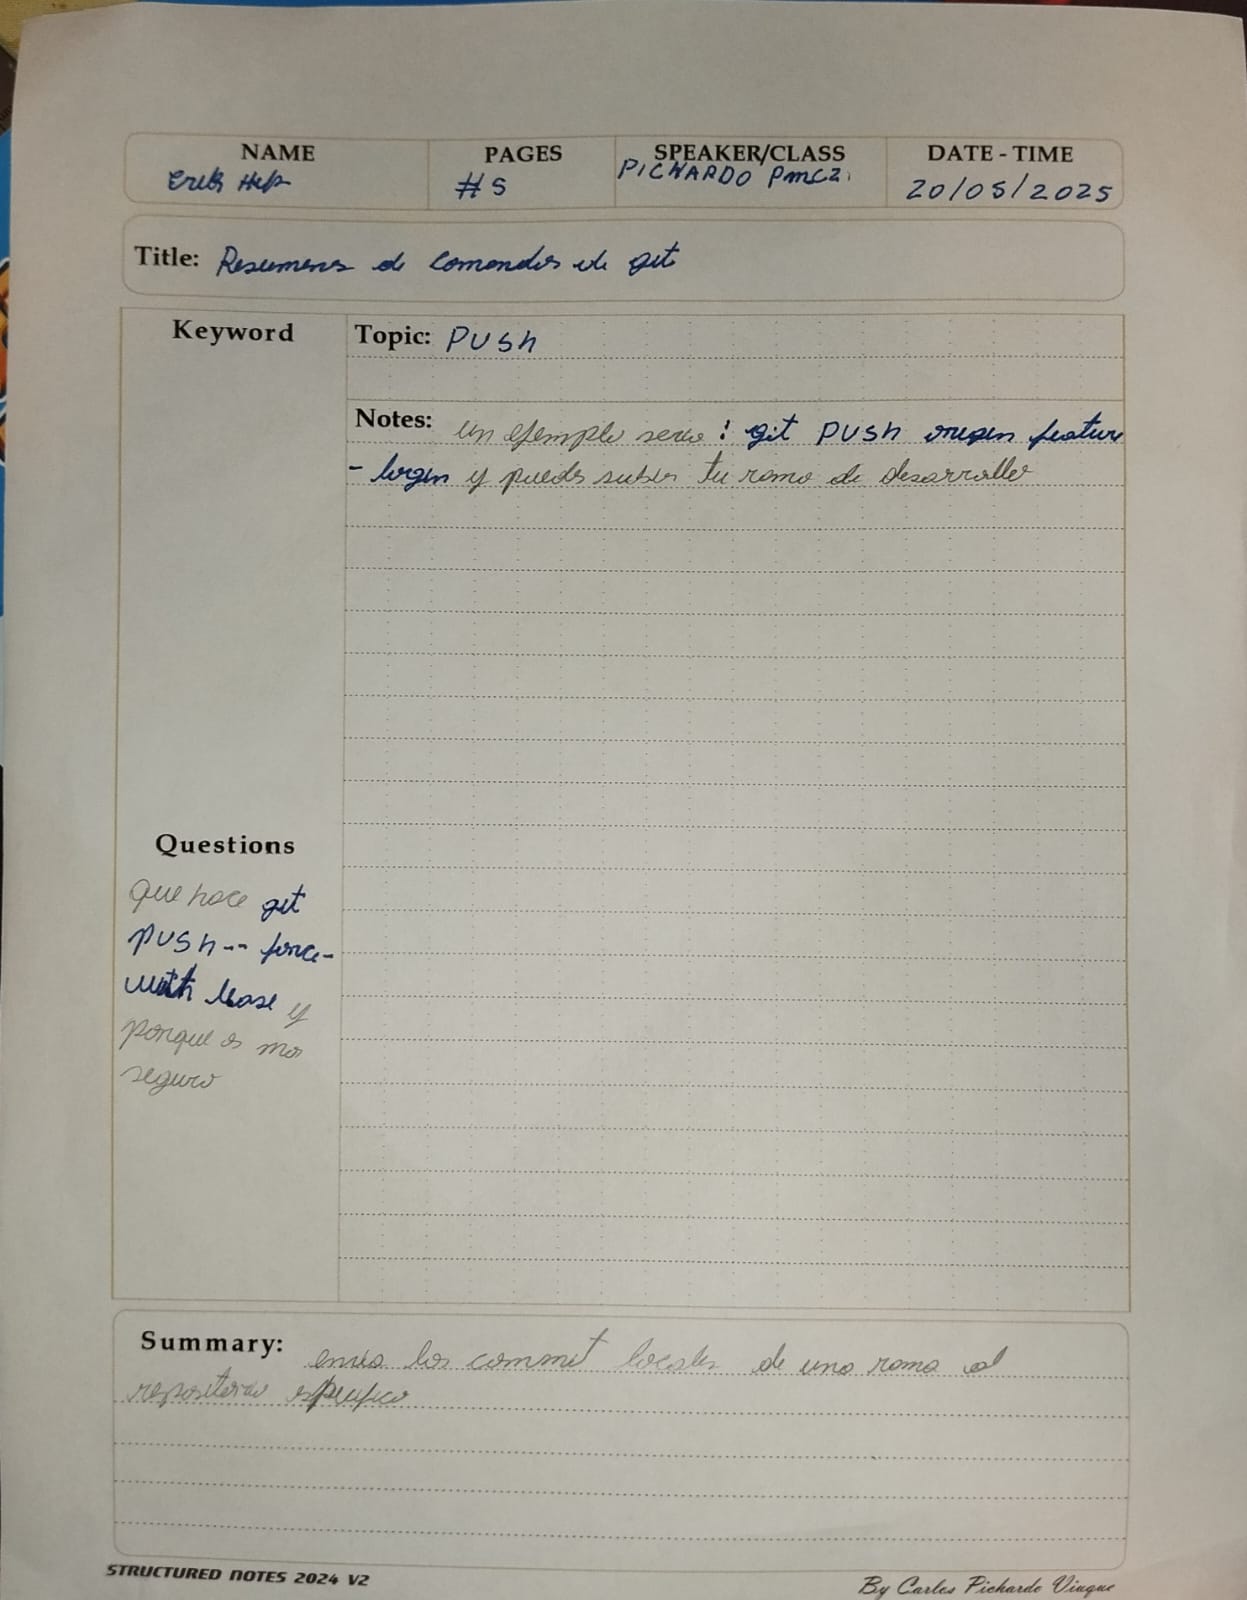 NAME PAGES SPEAKER/CLASS DATE - TIME
Erik #5 PICHARDO 20/05/2025
Title: Resumenes de comandos de git
Keyword
Topic: PUSH
Notes: un ejemplo seria : git PUSH origin feature
- login y puedes subir tu rama de desarrollo
Questions
que hace git
PUSH -- force-
with lease y
porque es mas
seguro
Summary: envia los commit locales de una rama al
repositorio especifico
STRUCTURED NOTES 2024 V2
By Carlos Pichardo Viuque